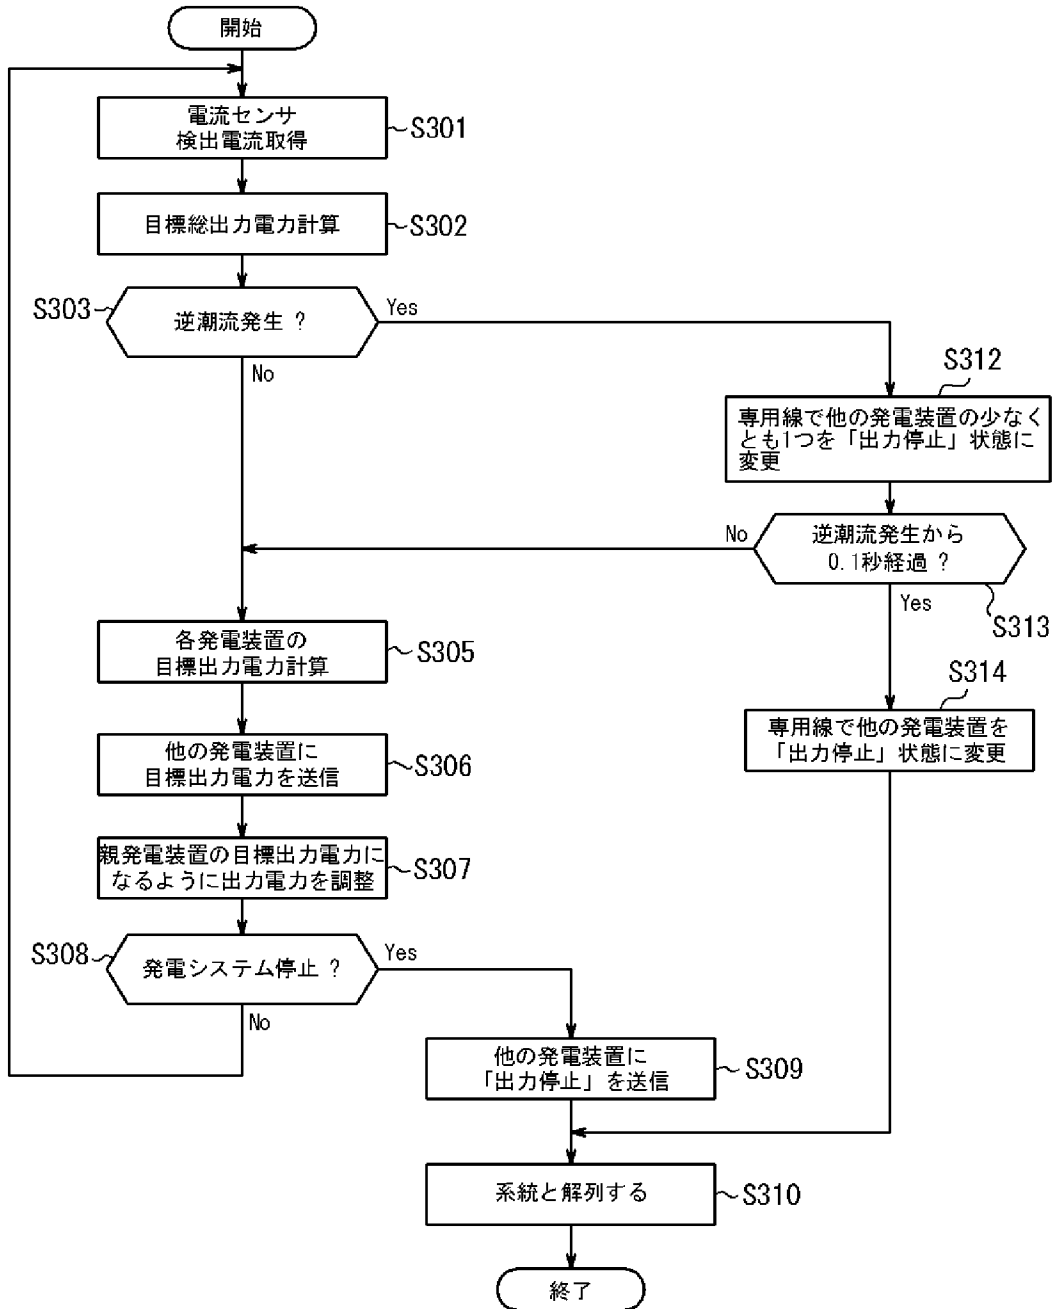 開始
電流センサ
検出電流取得
S301
目標総出力電力計算
S302
S303
逆潮流発生 ?
Yes
No
S312
専用線で他の発電装置の少なく
とも1つを「出力停止」状態に
変更
逆潮流発生から
0.1秒経過 ?
No
Yes
S313
各発電装置の
目標出力電力計算
S305
S314
専用線で他の発電装置を
「出力停止」状態に変更
他の発電装置に
目標出力電力を送信
S306
親発電装置の目標出力電力に
なるように出力電力を調整
S307
S308
発電システム停止 ?
Yes
No
他の発電装置に
「出力停止」を送信
S309
系統と解列する
S310
終了